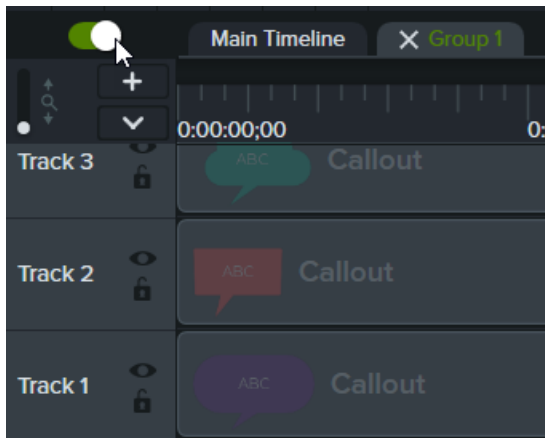 Main Timeline
Group 1
0:00:00;00
0:
Track 3
ABC
Callout
Track 2
ABC
Callout
Track 1
ABC
Callout